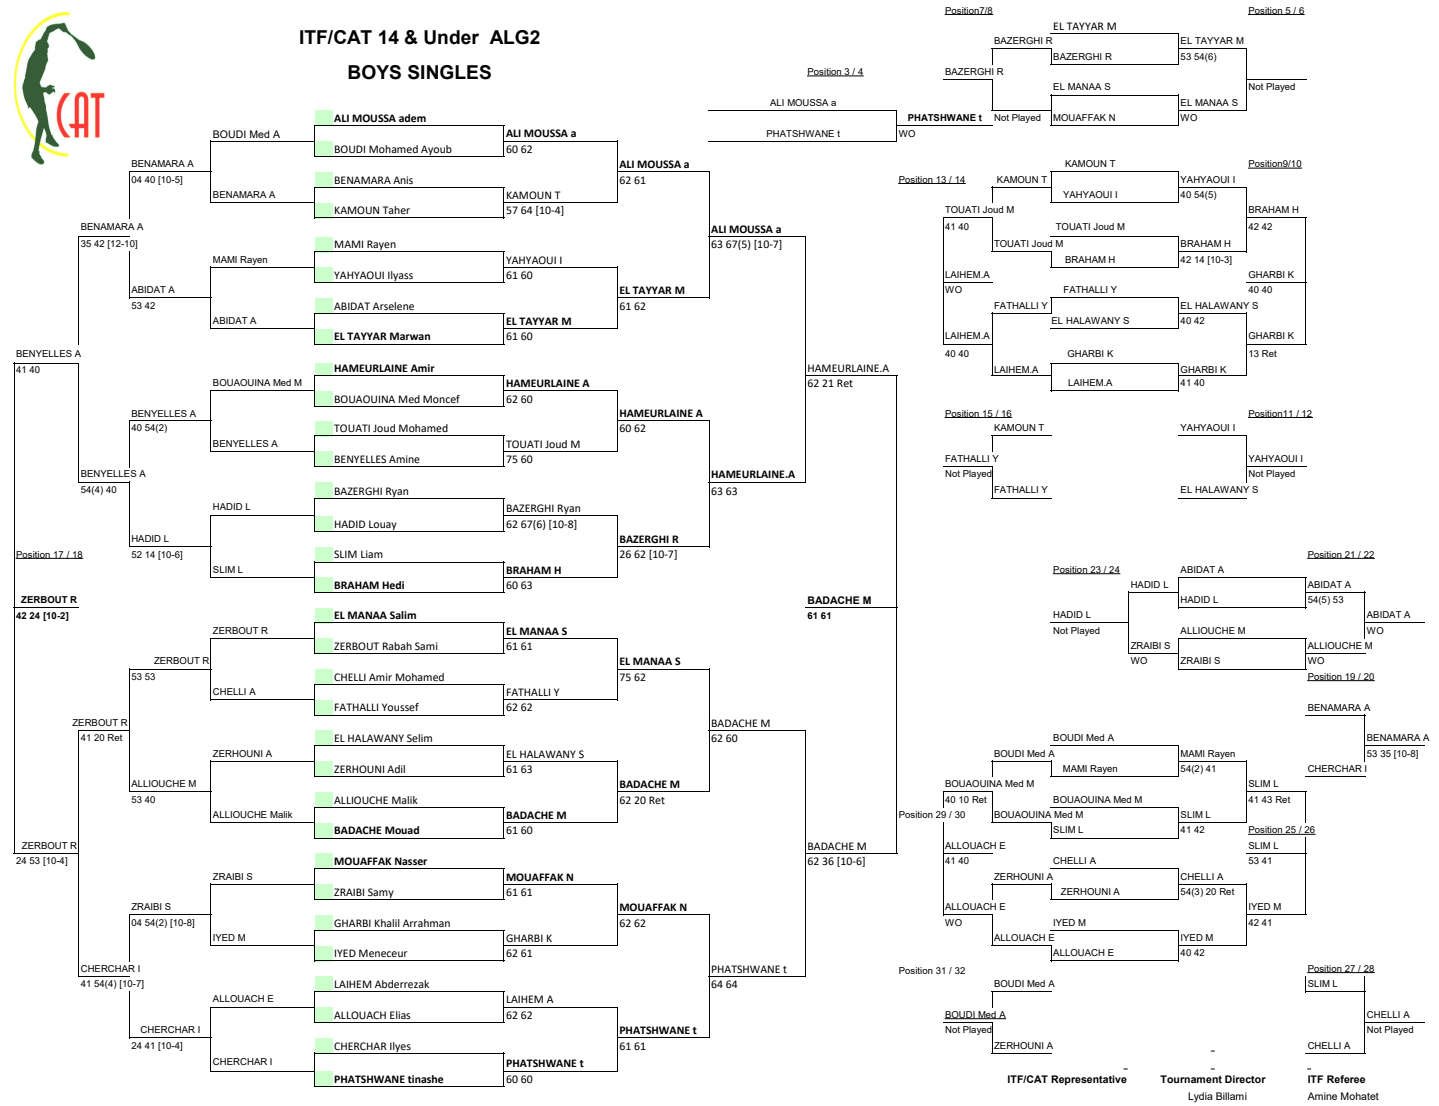 CAT
ITF/CAT 14 & Under  ALG2
BOYS SINGLES
ALI MOUSSA adem
BOUDI Mohamed Ayoub
BENAMARA Anis
KAMOUN Taher
MAMI Rayen
YAHYAOUI Ilyass
ABIDAT Arselene
EL TAYYAR Marwan
HAMEURLAINE Amir
BOUAOUINA Med Moncef
TOUATI Joud Mohamed
BENYELLES Amine
BAZERGHI Ryan
HADID Louay
SLIM Liam
BRAHAM Hedi
EL MANAA Salim
ZERBOUT Rabah Sami
CHELLI Amir Mohamed
FATHALLI Youssef
EL HALAWANY Selim
ZERHOUNI Adil
ALLIOUCHE Malik
BADACHE Mouad
MOUAFFAK Nasser
ZRAIBI Samy
GHARBI Khalil Arrahman
IYED Meneceur
LAIHEM Abderrezak
ALLOUACH Elias
CHERCHAR Ilyes
PHATSHWANE tinashe
ALI MOUSSA a
60 62
KAMOUN T
57 64 [10-4]
YAHYAOUI I
61 60
EL TAYYAR M
61 60
HAMEURLAINE A
62 60
TOUATI Joud M
75 60
BAZERGHI Ryan
62 67(6) [10-8]
BRAHAM H
60 63
EL MANAA S
61 61
FATHALLI Y
62 62
EL HALAWANY S
61 63
BADACHE M
61 60
MOUAFFAK N
61 61
GHARBI K
62 61
LAIHEM A
62 62
PHATSHWANE t
60 60
ALI MOUSSA a
62 61
EL TAYYAR M
61 62
HAMEURLAINE A
60 62
BAZERGHI R
26 62 [10-7]
EL MANAA S
75 62
BADACHE M
62 20 Ret
MOUAFFAK N
62 62
PHATSHWANE t
61 61
ALI MOUSSA a
63 67(5) [10-7]
HAMEURLAINE.A
63 63
BADACHE M
62 60
PHATSHWANE t
64 64
HAMEURLAINE.A
62 21 Ret
BADACHE M
62 36 [10-6]
BADACHE M
61 61
BOUDI Med A
BENAMARA A
MAMI Rayen
ABIDAT A
BOUAOUINA Med M
BENYELLES A
HADID L
SLIM L
ZERBOUT R
CHELLI A
ZERHOUNI A
ALLIOUCHE Malik
ZRAIBI S
IYED M
ALLOUACH E
CHERCHAR I
BENAMARA A
04 40 [10-5]
ABIDAT A
53 42
BENYELLES A
40 54(2)
HADID L
52 14 [10-6]
ZERBOUT R
53 53
ALLIOUCHE M
53 40
ZRAIBI S
04 54(2) [10-8]
CHERCHAR I
24 41 [10-4]
BENAMARA A
35 42 [12-10]
BENYELLES A
54(4) 40
ZERBOUT R
41 20 Ret
CHERCHAR I
41 54(4) [10-7]
BENYELLES A
41 40
ZERBOUT R
24 53 [10-4]
Position 17 / 18
ZERBOUT R
42 24 [10-2]
Position 3 / 4
ALI MOUSSA a
PHATSHWANE t
PHATSHWANE t
WO
Position7/8
BAZERGHI R
BAZERGHI R
Not Played
EL TAYYAR M
BAZERGHI R
EL MANAA S
MOUAFFAK N
Position 5 / 6
EL TAYYAR M
53 54(6)
EL MANAA S
WO
Not Played
Position 13 / 14
KAMOUN T
TOUATI Joud M
41 40
TOUATI Joud M
LAIHEM.A
WO
FATHALLI Y
LAIHEM.A
40 40
LAIHEM.A
KAMOUN T
YAHYAOUI I
TOUATI Joud M
BRAHAM H
FATHALLI Y
EL HALAWANY S
GHARBI K
LAIHEM.A
Position9/10
YAHYAOUI I
40 54(5)
BRAHAM H
42 14 [10-3]
EL HALAWANY S
40 42
GHARBI K
41 40
BRAHAM H
42 42
GHARBI K
40 40
GHARBI K
13 Ret
Position 15 / 16
KAMOUN T
FATHALLI Y
Not Played
FATHALLI Y
Position11 / 12
YAHYAOUI I
YAHYAOUI I
Not Played
EL HALAWANY S
Position 23 / 24
HADID L
HADID L
Not Played
ZRAIBI S
WO
ABIDAT A
HADID L
ALLIOUCHE M
ZRAIBI S
Position 21 / 22
ABIDAT A
54(5) 53
ABIDAT A
WO
ALLIOUCHE M
WO
Position 19 / 20
BENAMARA A
BENAMARA A
53 35 [10-8]
CHERCHAR I
BOUDI Med A
BOUAOUINA Med M
40 10 Ret
Position 29 / 30
BOUAOUINA Med M
ALLOUACH E
41 40
ZERHOUNI A
ALLOUACH E
WO
ALLOUACH E
BOUDI Med A
MAMI Rayen
BOUAOUINA Med M
SLIM L
CHELLI A
ZERHOUNI A
IYED M
ALLOUACH E
MAMI Rayen
54(2) 41
SLIM L
41 42
CHELLI A
54(3) 20 Ret
IYED M
40 42
SLIM L
41 43 Ret
Position 25 / 26
SLIM L
53 41
IYED M
42 41
Position 31 / 32
BOUDI Med A
BOUDI Med A
Not Played
ZERHOUNI A
Position 27 / 28
SLIM L
CHELLI A
Not Played
CHELLI A
ITF/CAT Representative
Tournament Director
ITF Referee
Lydia Billami
Amine Mohatet